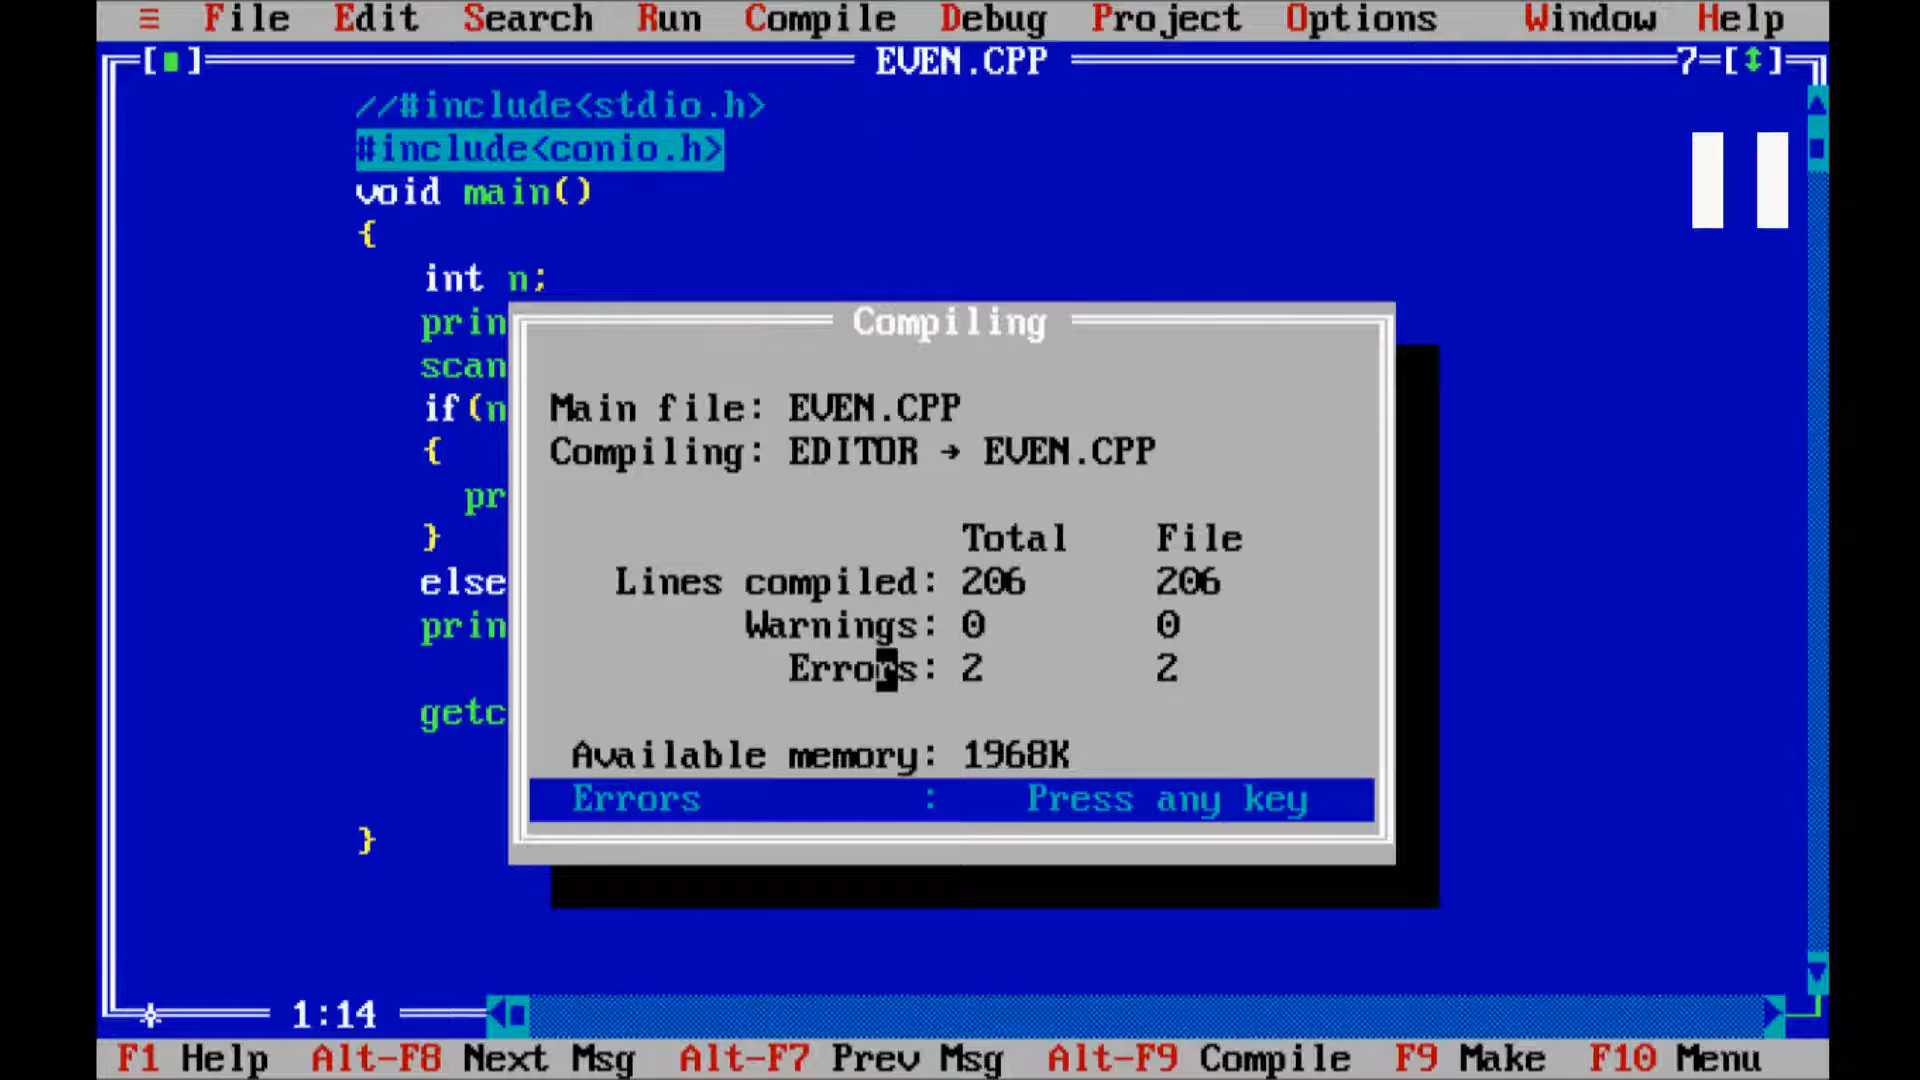 ≡ File Edit Search Run Compile Debug Project Options Window Help
[■] EVEN.CPP 7=[↕]
//#include<stdio.h>
#include<conio.h>
void main()
{
int n;
prin
scan
if(n
{
pr
}
else
prin
getc
}
Compiling
Main file: EVEN.CPP
Compiling: EDITOR → EVEN.CPP
Total File
Lines compiled: 206 206
Warnings: 0 0
Errors: 2 2
Available memory: 1968K
Errors : Press any key
1:14
F1 Help Alt-F8 Next Msg Alt-F7 Prev Msg Alt-F9 Compile F9 Make F10 Menu